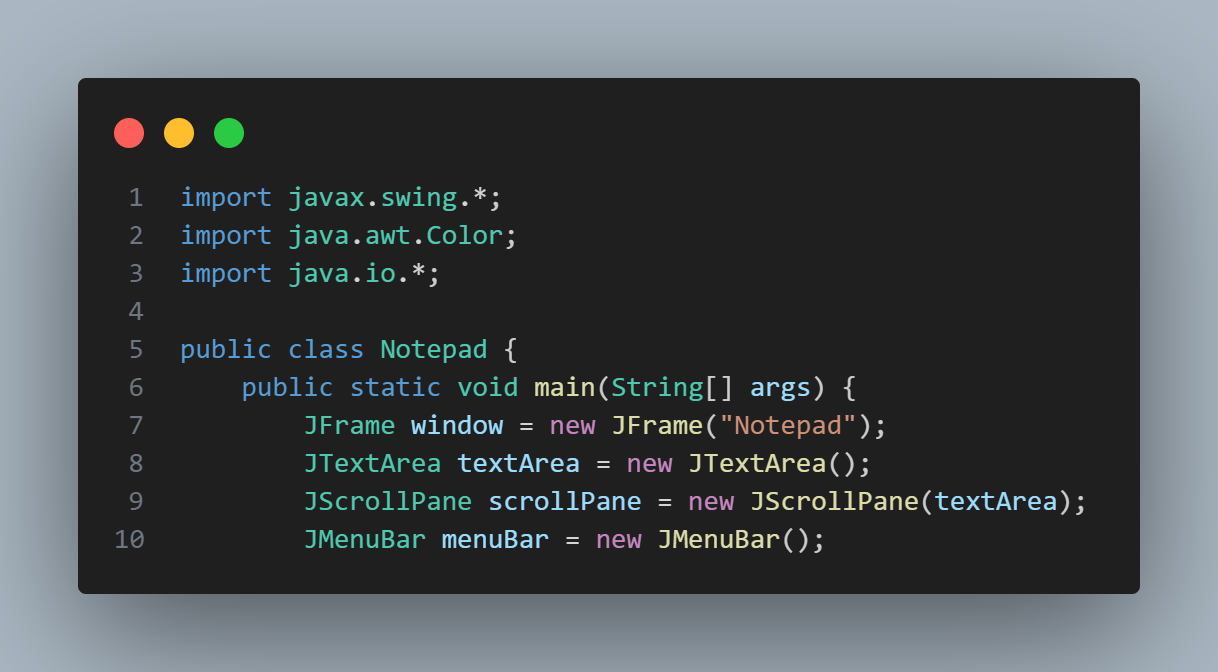 1 import javax.swing.*;
2 import java.awt.Color;
3 import java.io.*;
4
5 public class Notepad {
6     public static void main(String[] args) {
7         JFrame window = new JFrame("Notepad");
8         JTextArea textArea = new JTextArea();
9         JScrollPane scrollPane = new JScrollPane(textArea);
10         JMenuBar menuBar = new JMenuBar();